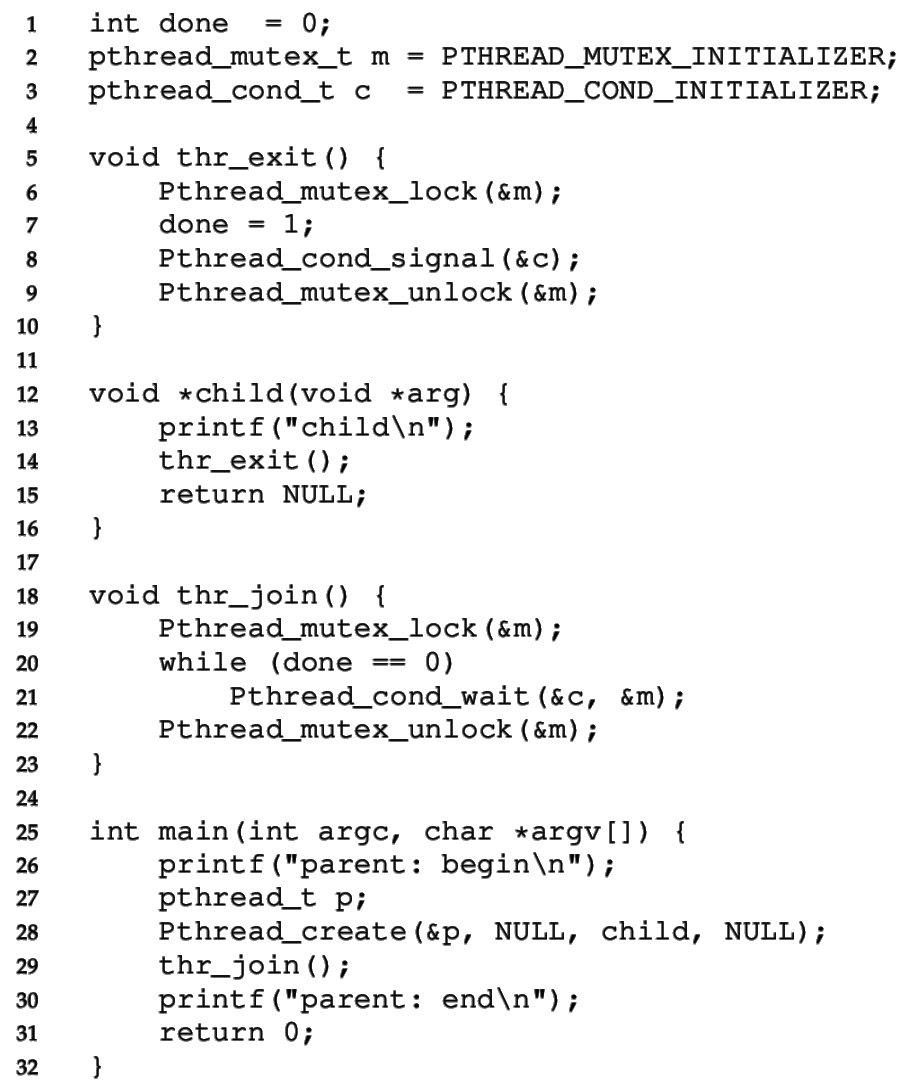 1 int done  = 0;
2 pthread_mutex_t m = PTHREAD_MUTEX_INITIALIZER;
3 pthread_cond_t c  = PTHREAD_COND_INITIALIZER;
4
5 void thr_exit() {
6     Pthread_mutex_lock(&m);
7     done = 1;
8     Pthread_cond_signal(&c);
9     Pthread_mutex_unlock(&m);
10 }
11
12 void *child(void *arg) {
13     printf("child\n");
14     thr_exit();
15     return NULL;
16 }
17
18 void thr_join() {
19     Pthread_mutex_lock(&m);
20     while (done == 0)
21         Pthread_cond_wait(&c, &m);
22     Pthread_mutex_unlock(&m);
23 }
24
25 int main(int argc, char *argv[]) {
26     printf("parent: begin\n");
27     pthread_t p;
28     Pthread_create(&p, NULL, child, NULL);
29     thr_join();
30     printf("parent: end\n");
31     return 0;
32 }